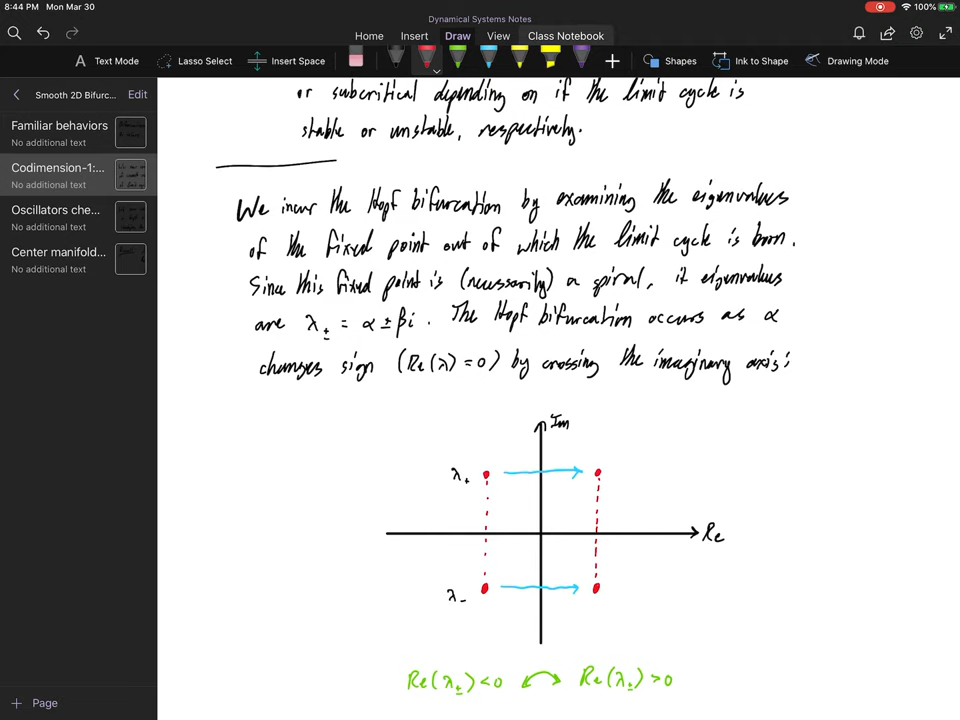 8:44 PM Mon Mar 30
100%
Dynamical Systems Notes
Home Insert Draw View Class Notebook
Text Mode Lasso Select Insert Space Shapes Ink to Shape Drawing Mode
Smooth 2D Bifurc... Edit
Familiar behaviors
No additional text
Codimension-1:...
No additional text
Oscillators che...
No additional text
Center manifold...
No additional text
Page
or subcritical depending on if the limit cycle is
stable or unstable, respectively.
We incur the Hopf bifurcation by examining the eigenvalues
of the fixed point out of which the limit cycle is born.
Since this fixed point is (necessarily) a spiral, it eigenvalues
are λ± = α ± βi. The Hopf bifurcation occurs as α
changes sign (Re(λ) = 0) by crossing the imaginary axis:
Im
λ+
Re
λ-
Re(λ±) < 0 Re(λ±) > 0